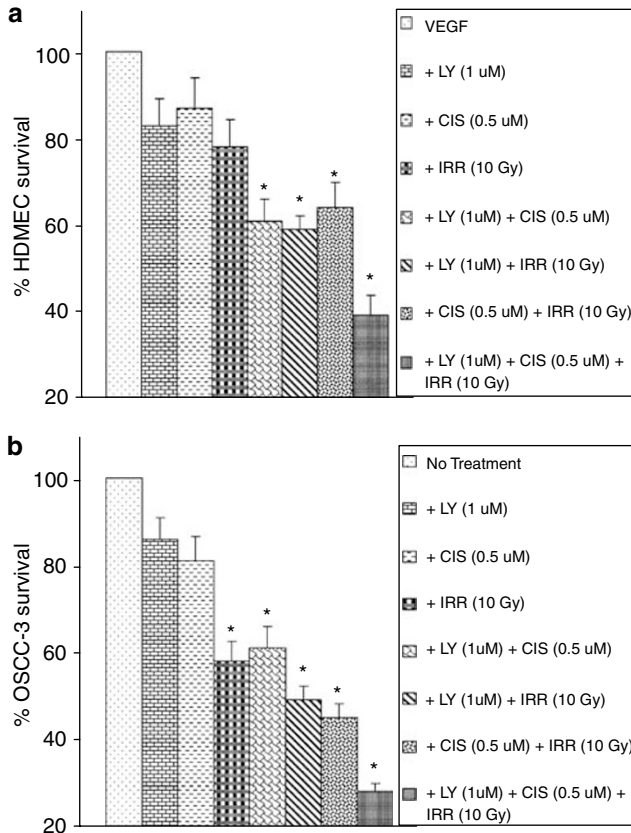 a
100
80
60
40
20
% HDMEC survival
*
*
*
*
VEGF
+ LY (1 uM)
+ CIS (0.5 uM)
+ IRR (10 Gy)
+ LY (1uM) + CIS (0.5 uM)
+ LY (1uM) + IRR (10 Gy)
+ CIS (0.5 uM) + IRR (10 Gy)
+ LY (1uM) + CIS (0.5 uM) +
IRR (10 Gy)
b
100
80
60
40
20
% OSCC-3 survival
*
*
*
*
*
No Treatment
+ LY (1 uM)
+ CIS (0.5 uM)
+ IRR (10 Gy)
+ LY (1uM) + CIS (0.5 uM)
+ LY (1uM) + IRR (10 Gy)
+ CIS (0.5 uM) + IRR (10 Gy)
+ LY (1uM) + CIS (0.5 uM) +
IRR (10 Gy)